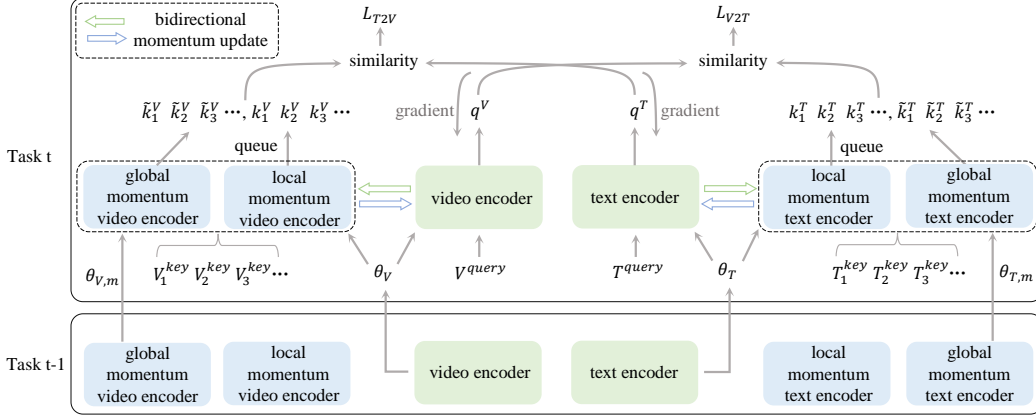 bidirectional
momentum update
L_{T2V}
L_{V2T}
similarity
similarity
k̃_1^V k̃_2^V k̃_3^V ···, k_1^V k_2^V k_3^V ···
gradient
q^V
q^T
gradient
k_1^T k_2^T k_3^T ···, k̃_1^T k̃_2^T k̃_3^T ···
Task t
queue
queue
global
momentum
video encoder
local
momentum
video encoder
video encoder
text encoder
local
momentum
text encoder
global
momentum
text encoder
θ_{V,m}
V_1^{key} V_2^{key} V_3^{key} ···
θ_V
V^{query}
T^{query}
θ_T
T_1^{key} T_2^{key} T_3^{key} ···
θ_{T,m}
Task t-1
global
momentum
video encoder
local
momentum
video encoder
video encoder
text encoder
local
momentum
text encoder
global
momentum
text encoder